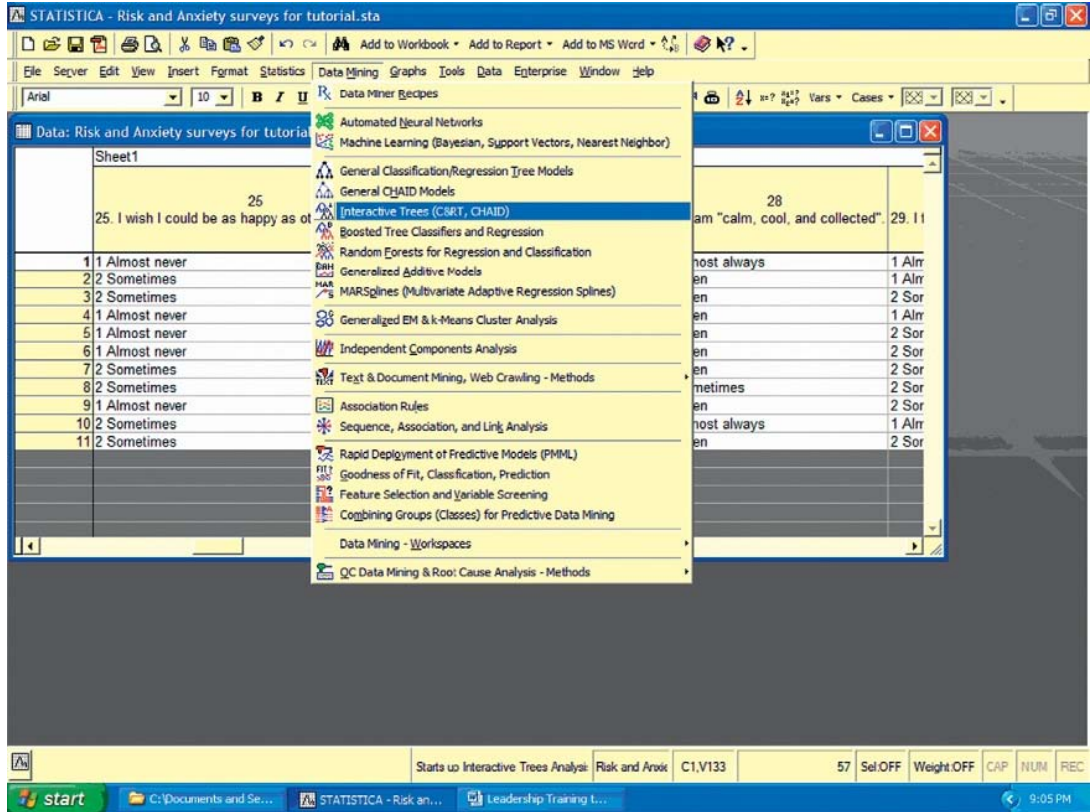 STATISTICA - Risk and Anxiety surveys for tutorial.sta
Add to Workbook Add to Report Add to MS Word
File Server Edit View Insert Format Statistics Data Mining Graphs Tools Data Enterprise Window Help
Arial 10 B I U Vars Cases
Data Miner Recipes
Automated Neural Networks
Machine Learning (Bayesian, Support Vectors, Nearest Neighbor)
General Classification/Regression Tree Models
General CHAID Models
Interactive Trees (C&RT, CHAID)
Boosted Tree Classifiers and Regression
Random Forests for Regression and Classification
Generalized Additive Models
MARSplines (Multivariate Adaptive Regression Splines)
Generalized EM & k-Means Cluster Analysis
Independent Components Analysis
Text & Document Mining, Web Crawling - Methods
Association Rules
Sequence, Association, and Link Analysis
Rapid Deployment of Predictive Models (PMML)
Goodness of Fit, Classification, Prediction
Feature Selection and Variable Screening
Combining Groups (Classes) for Predictive Data Mining
Data Mining - Workspaces
QC Data Mining & Root Cause Analysis - Methods
Data: Risk and Anxiety surveys for tutorial
Sheet1
25 28
25. I wish I could be as happy as ot am "calm, cool, and collected". 29. I t
1 1 Almost never most always 1 Alm
2 2 Sometimes en 1 Alm
3 2 Sometimes en 2 Sor
4 1 Almost never en 1 Alm
5 1 Almost never en 2 Sor
6 1 Almost never en 2 Sor
7 2 Sometimes en 2 Sor
8 2 Sometimes metimes 2 Sor
9 1 Almost never en 2 Sor
10 2 Sometimes most always 1 Alm
11 2 Sometimes en 2 Sor
Starts up Interactive Trees Analysi: Risk and Anxie C1,V133 57 Sel:OFF Weight:OFF CAP NUM REC
start C:\Documents and Se... STATISTICA - Risk an... Leadership Training t... 9:05 PM